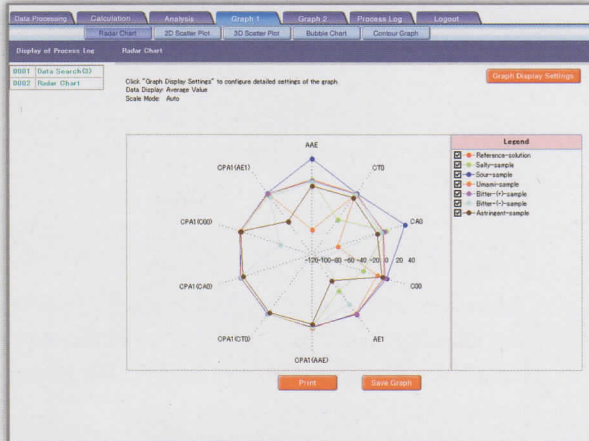 Data Processing Calculation Analysis Graph 1 Graph 2 Process Log Logout
Radar Chart 2D Scatter Plot 3D Scatter Plot Bubble Chart Contour Graph
Display of Process Log Radar Chart
0001 Data Search(3)
0002 Radar Chart
Click "Graph Display Settings" to configure detailed settings of the graph.
Data Display: Average Value
Scale Mode: Auto
Graph Display Settings
AAE
CT0
CA0
C00
AE1
CPA1(AAE)
CPA1(CT0)
CPA1(CA0)
CPA1(C00)
CPA1(AE1)
-120 -100 -80 -60 -40 -20 0 20 40
Legend
Reference-solution
Salty-sample
Sour-sample
Umami-sample
Bitter-(+)-sample
Bitter-(-)-sample
Astringent-sample
Print Save Graph